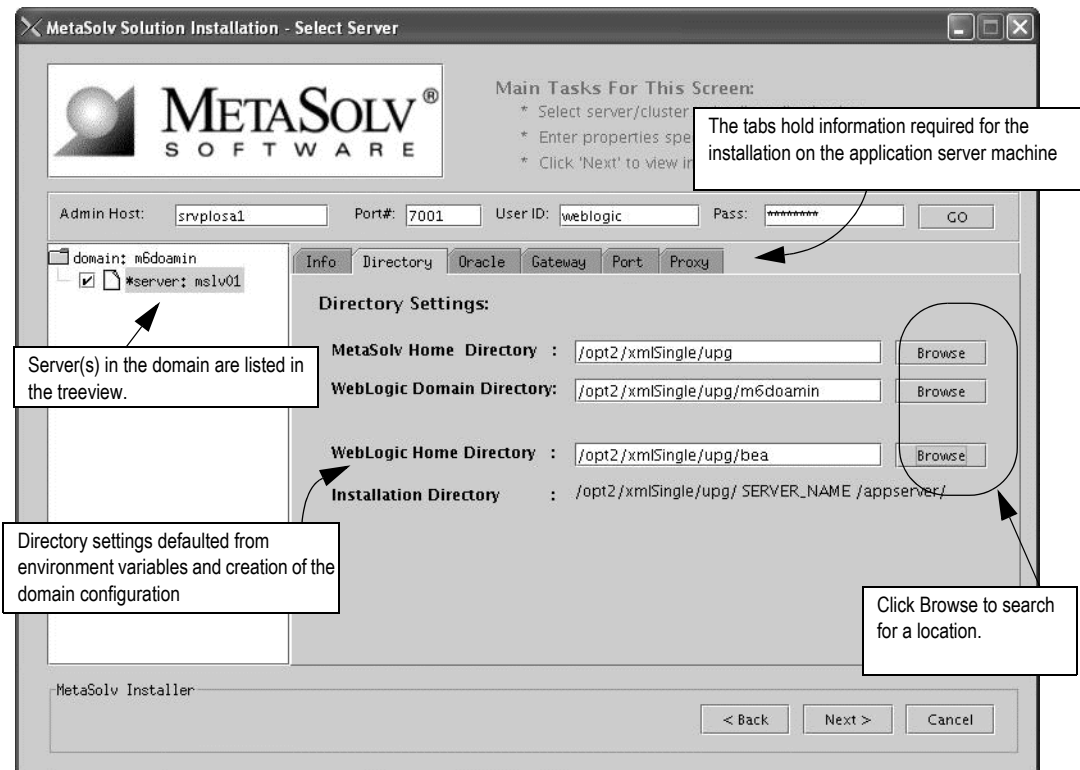 MetaSolv Solution Installation - Select Server
METASOLV®
SOFTWARE
Main Tasks For This Screen:
* Select server/cluster
* Enter properties spe
* Click 'Next' to view in
The tabs hold information required for the
installation on the application server machine
Admin Host: srvplosa1 Port#: 7001 User ID: weblogic Pass: ******** GO
domain: m6doamin
*server: mslv01
Info Directory Oracle Gateway Port Proxy
Directory Settings:
Server(s) in the domain are listed in
the treeview.
MetaSolv Home Directory : /opt2/xmlSingle/upg Browse
WebLogic Domain Directory: /opt2/xmlSingle/upg/m6doamin Browse
WebLogic Home Directory : /opt2/xmlSingle/upg/bea Browse
Installation Directory : /opt2/xmlSingle/upg/ SERVER_NAME /appserver/
Directory settings defaulted from
environment variables and creation of the
domain configuration
Click Browse to search
for a location.
MetaSolv Installer
< Back Next > Cancel